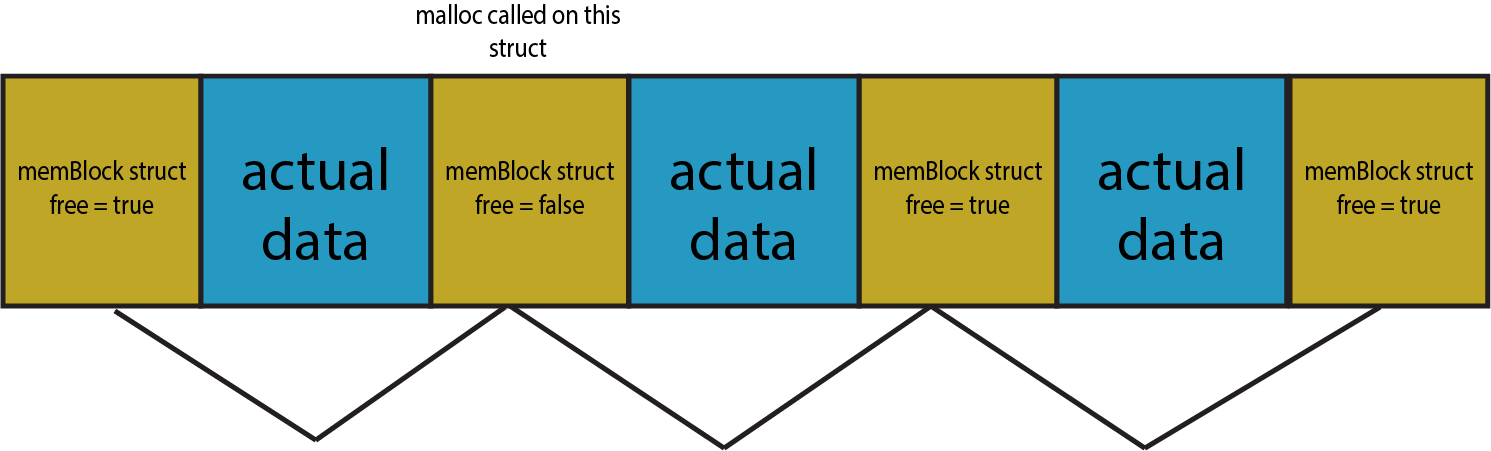 malloc called on this
struct
memBlock struct
free = true
actual
data
memBlock struct
free = false
actual
data
memBlock struct
free = true
actual
data
memBlock struct
free = true